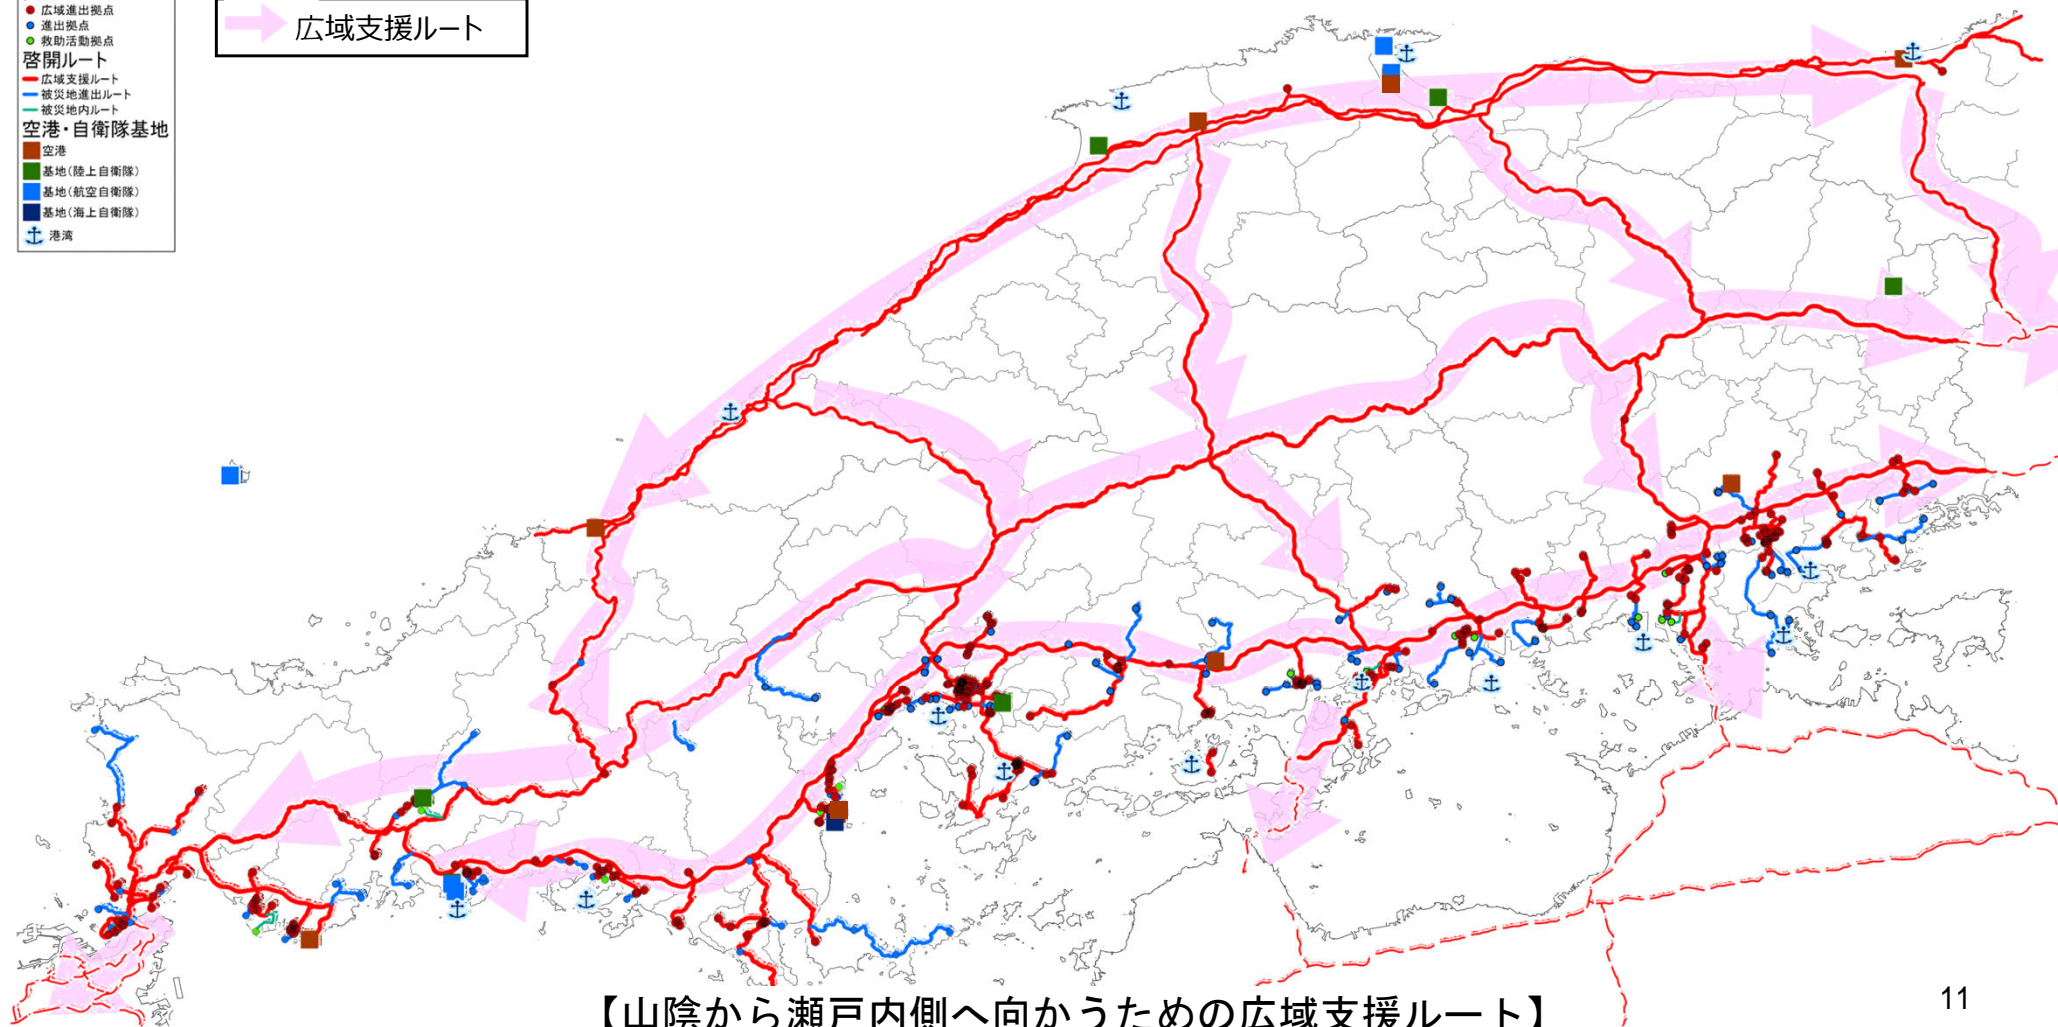 広域進出拠点
進出拠点
救助活動拠点
啓開ルート
広域支援ルート
被災地進出ルート
被災地内ルート
空港・自衛隊基地
空港
基地(陸上自衛隊)
基地(航空自衛隊)
基地(海上自衛隊)
港湾
広域支援ルート
【山陰から瀬戸内側へ向かうための広域支援ルート】
11